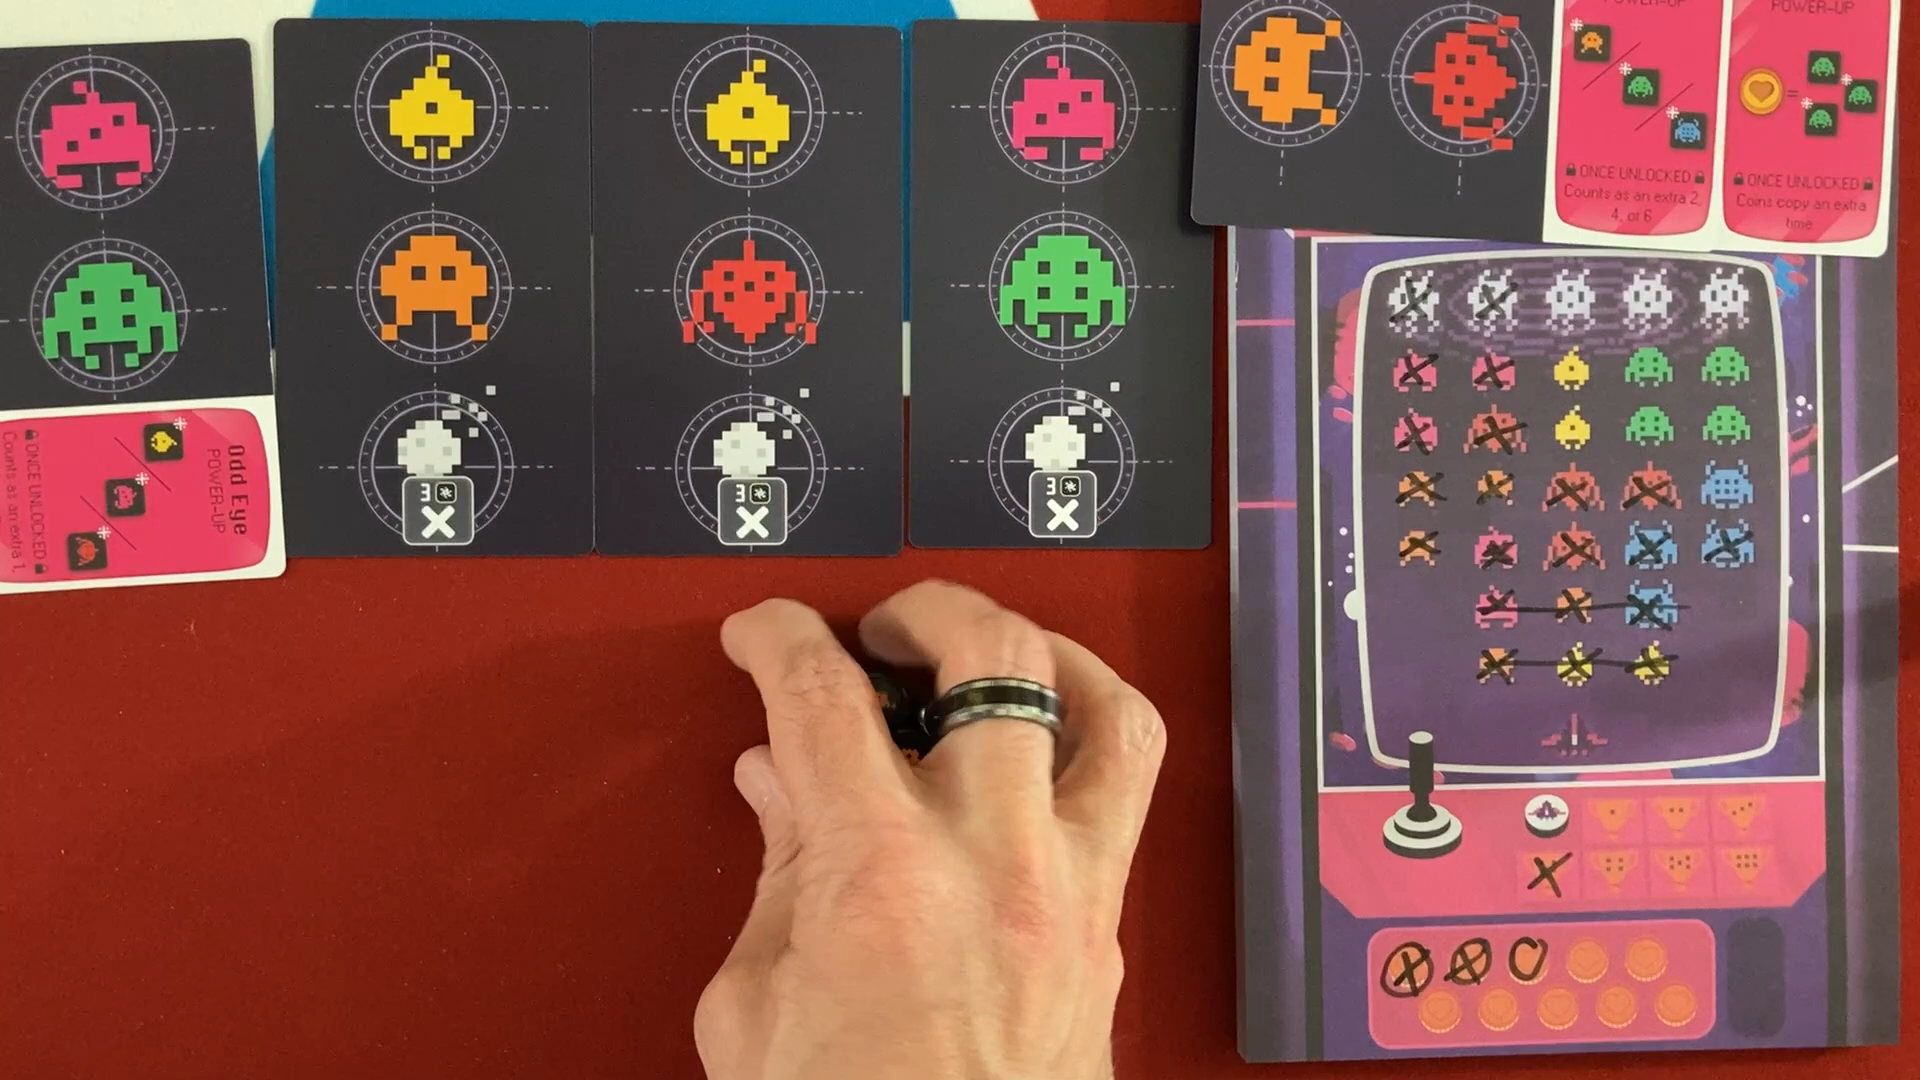 POWER-UP
ONCE UNLOCKED
Counts as an extra 2,
4, or 6
POWER-UP
=
ONCE UNLOCKED
Coins copy an extra
time
Odd Eye
POWER-UP
ONCE UNLOCKED
Counts as an extra 1,
3
X
3
X
3
X